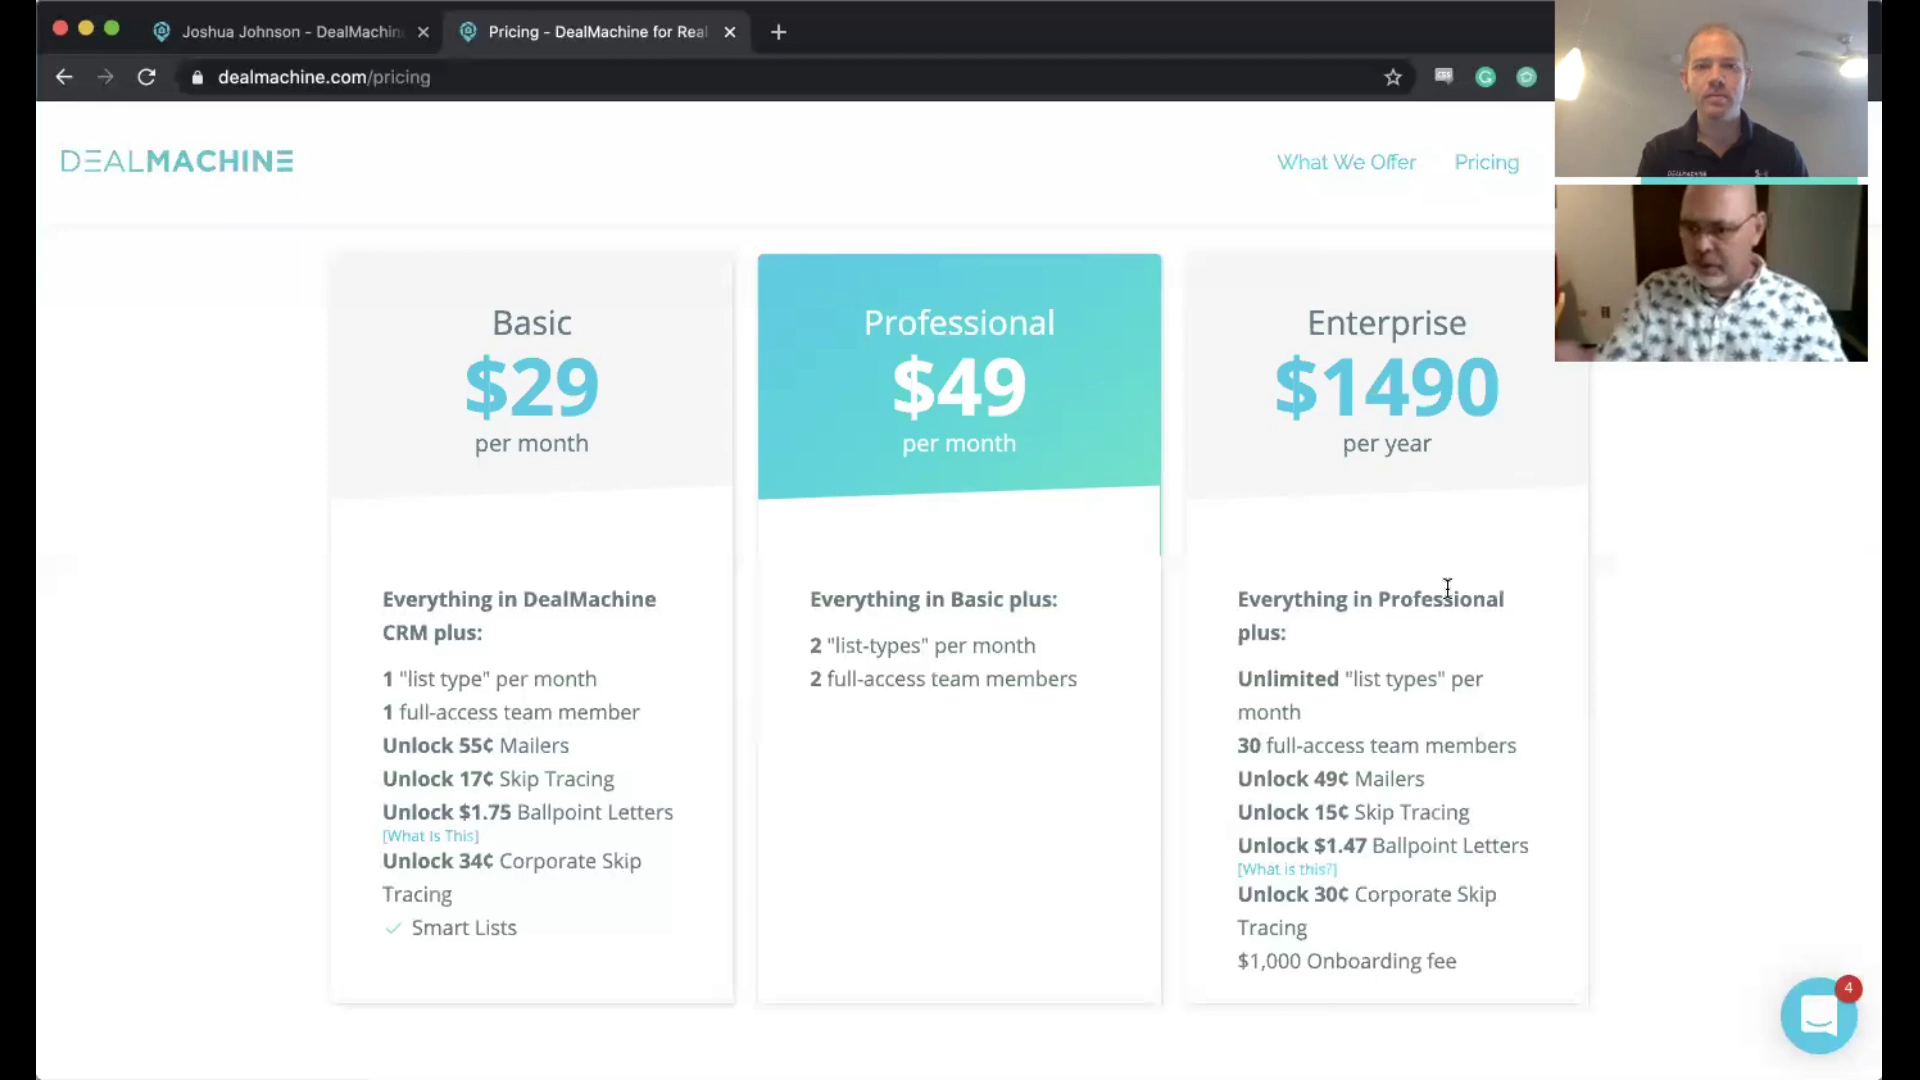 Joshua Johnson - DealMachin
Pricing - DealMachine for Real
dealmachine.com/pricing
CSS
DEALMACHINE
What We Offer
Pricing
DEALMACHINE
Basic
$29
per month
Everything in DealMachine
CRM plus:
1 "list type" per month
1 full-access team member
Unlock 55¢ Mailers
Unlock 17¢ Skip Tracing
Unlock $1.75 Ballpoint Letters
[What Is This]
Unlock 34¢ Corporate Skip
Tracing
Smart Lists
Professional
$49
per month
Everything in Basic plus:
2 "list-types" per month
2 full-access team members
Enterprise
$1490
per year
Everything in Professional
plus:
Unlimited "list types" per
month
30 full-access team members
Unlock 49¢ Mailers
Unlock 15¢ Skip Tracing
Unlock $1.47 Ballpoint Letters
[What is this?]
Unlock 30¢ Corporate Skip
Tracing
$1,000 Onboarding fee
4